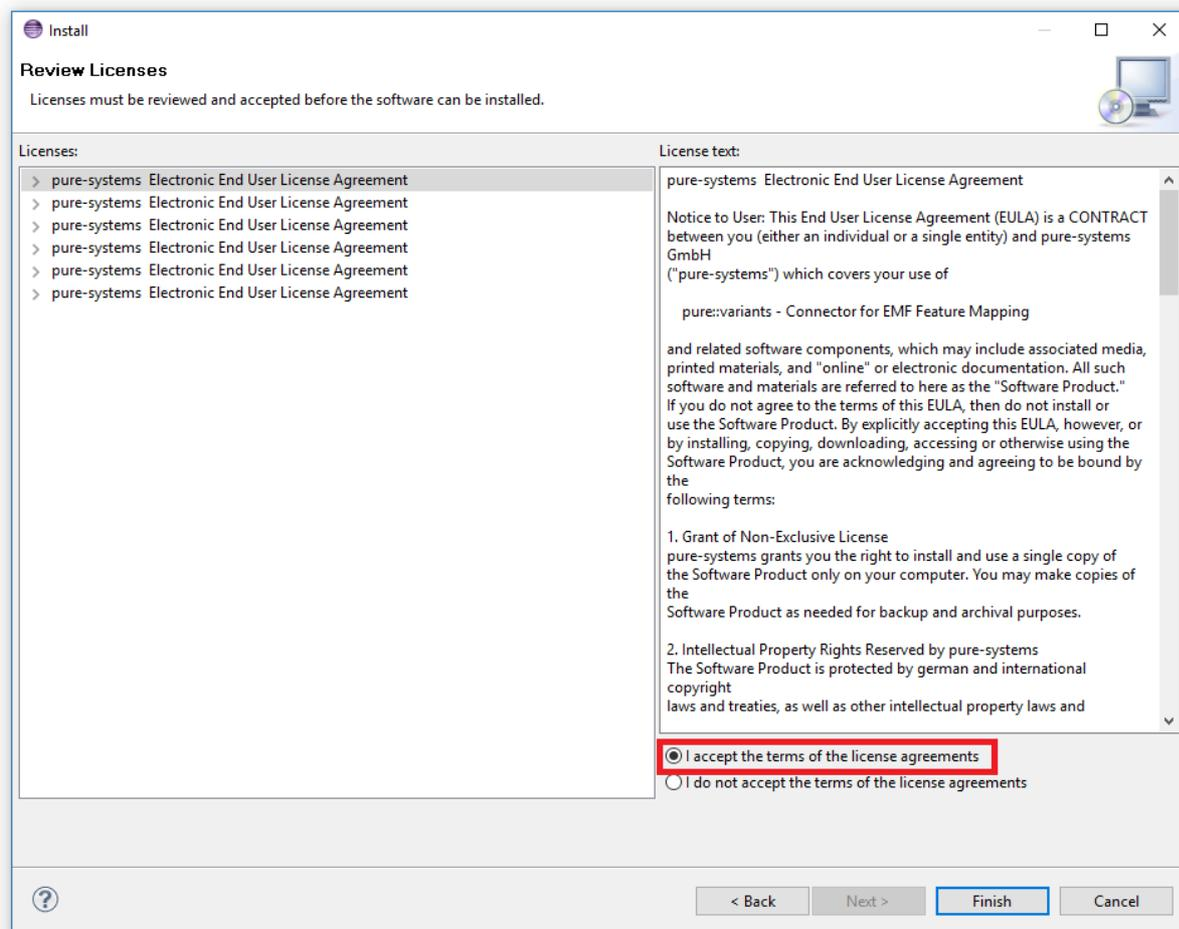 Install
Review Licenses
Licenses must be reviewed and accepted before the software can be installed.
Licenses:
pure-systems Electronic End User License Agreement
pure-systems Electronic End User License Agreement
pure-systems Electronic End User License Agreement
pure-systems Electronic End User License Agreement
pure-systems Electronic End User License Agreement
pure-systems Electronic End User License Agreement
License text:
pure-systems Electronic End User License Agreement
Notice to User: This End User License Agreement (EULA) is a CONTRACT
between you (either an individual or a single entity) and pure-systems
GmbH
("pure-systems") which covers your use of
pure::variants - Connector for EMF Feature Mapping
and related software components, which may include associated media,
printed materials, and "online" or electronic documentation. All such
software and materials are referred to here as the "Software Product."
If you do not agree to the terms of this EULA, then do not install or
use the Software Product. By explicitly accepting this EULA, however, or
by installing, copying, downloading, accessing or otherwise using the
Software Product, you are acknowledging and agreeing to be bound by
the
following terms:
1. Grant of Non-Exclusive License
pure-systems grants you the right to install and use a single copy of
the Software Product only on your computer. You may make copies of
the
Software Product as needed for backup and archival purposes.
2. Intellectual Property Rights Reserved by pure-systems
The Software Product is protected by german and international
copyright
laws and treaties, as well as other intellectual property laws and
I accept the terms of the license agreements
I do not accept the terms of the license agreements
?
< Back
Next >
Finish
Cancel